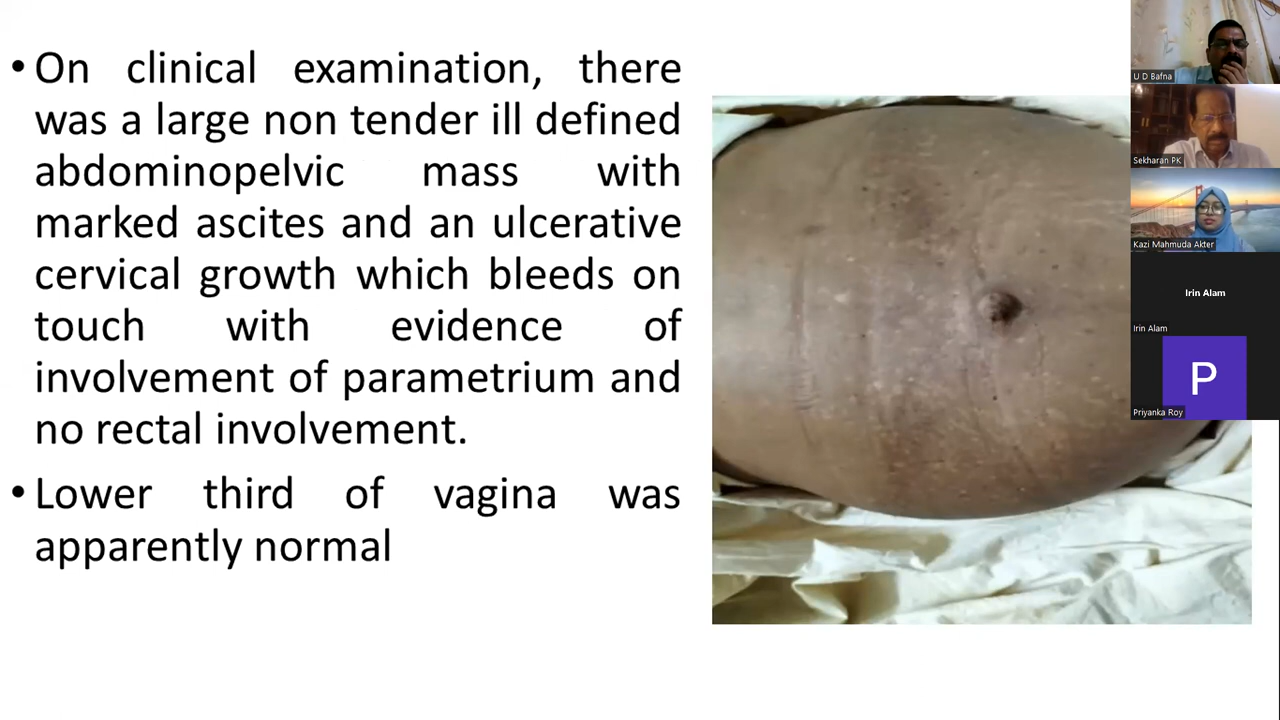 • On clinical examination, there
was a large non tender ill defined
abdominopelvic mass with
marked ascites and an ulcerative
cervical growth which bleeds on
touch with evidence of
involvement of parametrium and
no rectal involvement.
• Lower third of vagina was
apparently normal
U D Bafna
Sekharan PK
Kazi Mahmuda Akter
Irin Alam
Irin Alam
P
Priyanka Roy